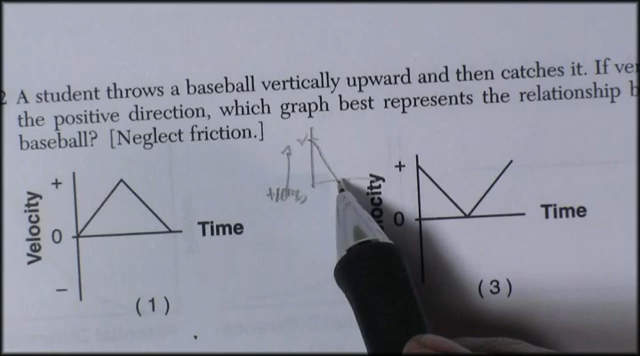 2 A student throws a baseball vertically upward and then catches it. If
the positive direction, which graph best represents the relationship
baseball? [Neglect friction.]
+
Velocity
0
Time
−
(1)
+
0
Time
(3)